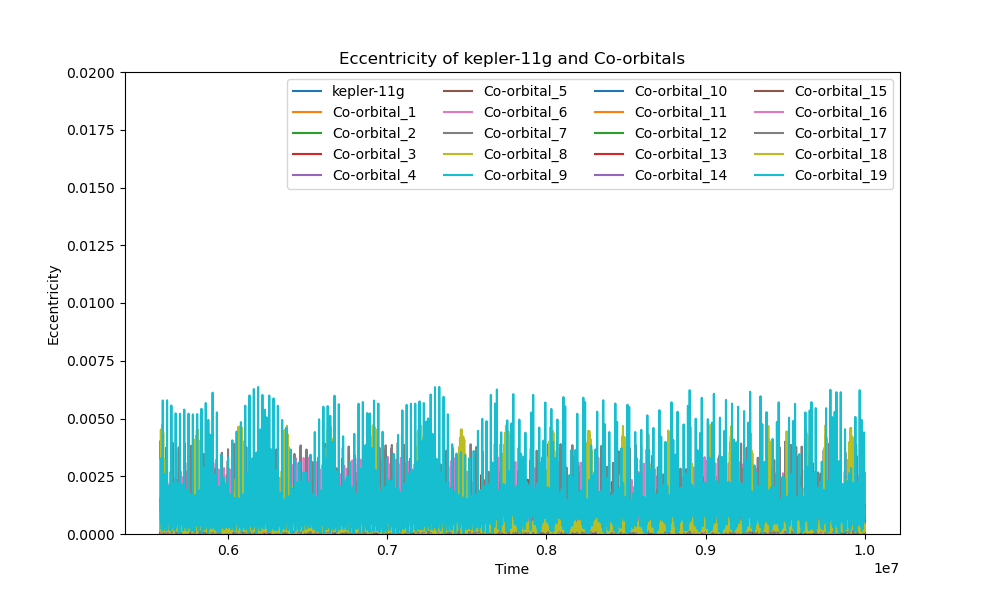 Eccentricity of kepler-11g and Co-orbitals
0.0200
0.0175
0.0150
0.0125
0.0100
0.0075
0.0050
0.0025
0.0000
Eccentricity
kepler-11g Co-orbital_5 Co-orbital_10 Co-orbital_15
Co-orbital_1 Co-orbital_6 Co-orbital_11 Co-orbital_16
Co-orbital_2 Co-orbital_7 Co-orbital_12 Co-orbital_17
Co-orbital_3 Co-orbital_8 Co-orbital_13 Co-orbital_18
Co-orbital_4 Co-orbital_9 Co-orbital_14 Co-orbital_19
0.6 0.7 0.8 0.9 1.0
1e7
Time